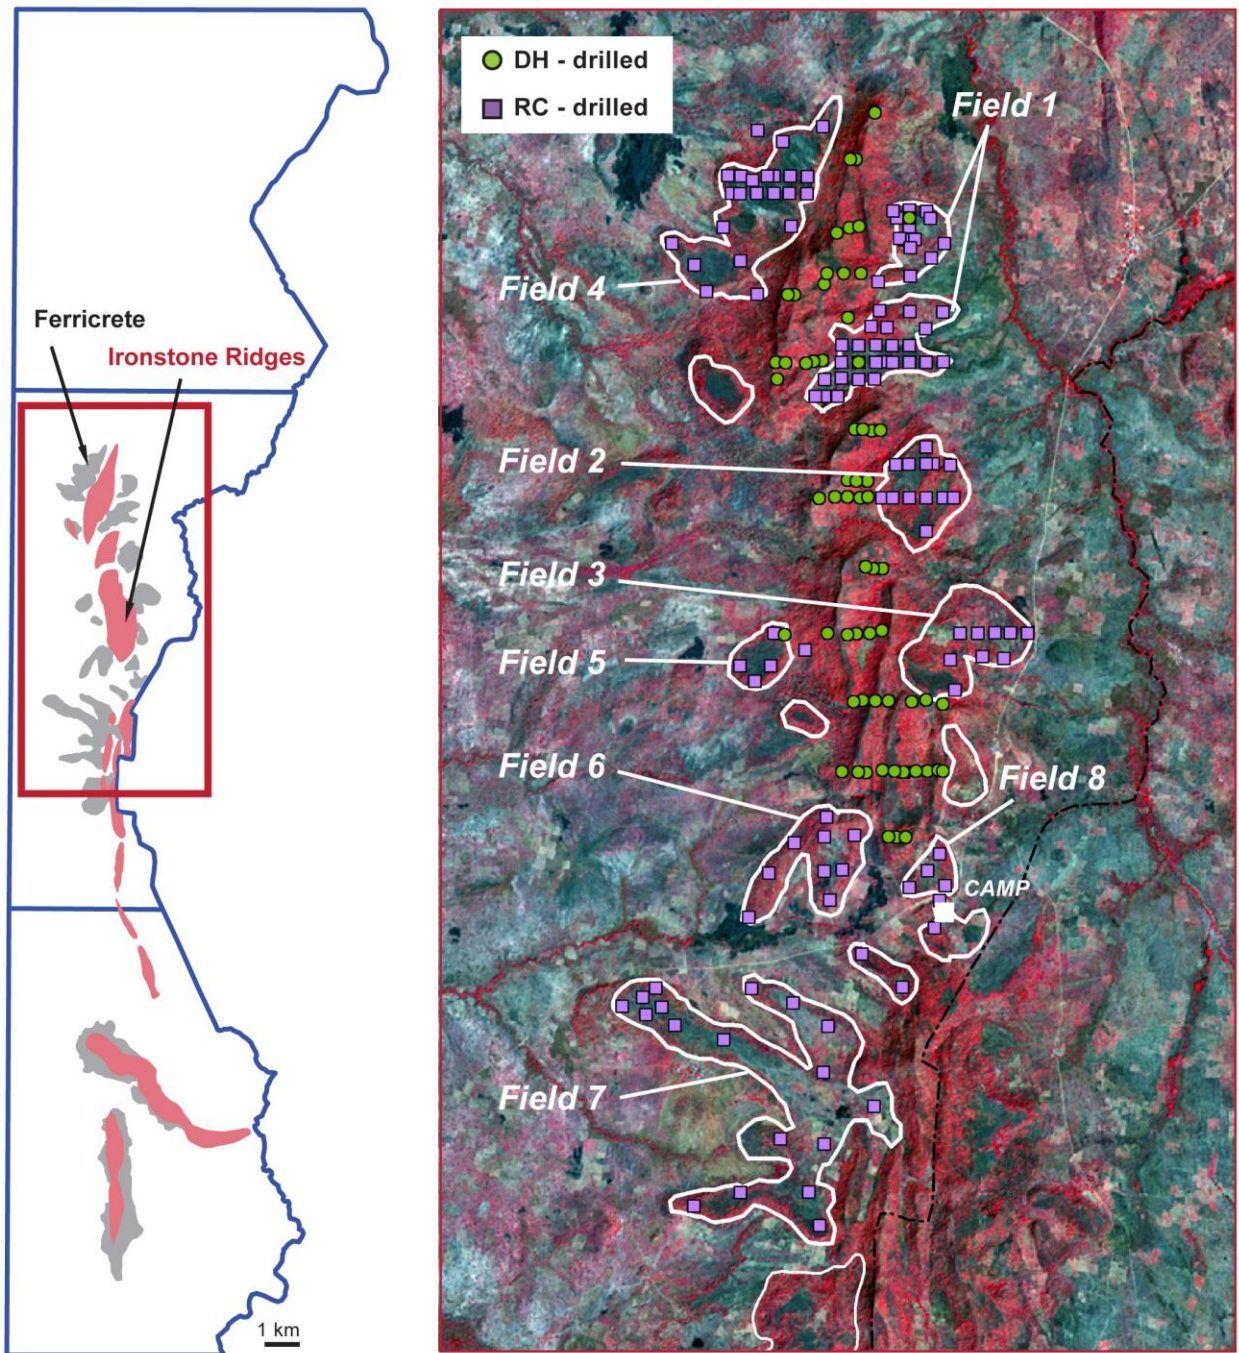 DH - drilled
RC - drilled
Field 1
Ferricrete
Ironstone Ridges
Field 4
Field 2
Field 3
Field 5
Field 6
Field 8
CAMP
Field 7
1 km